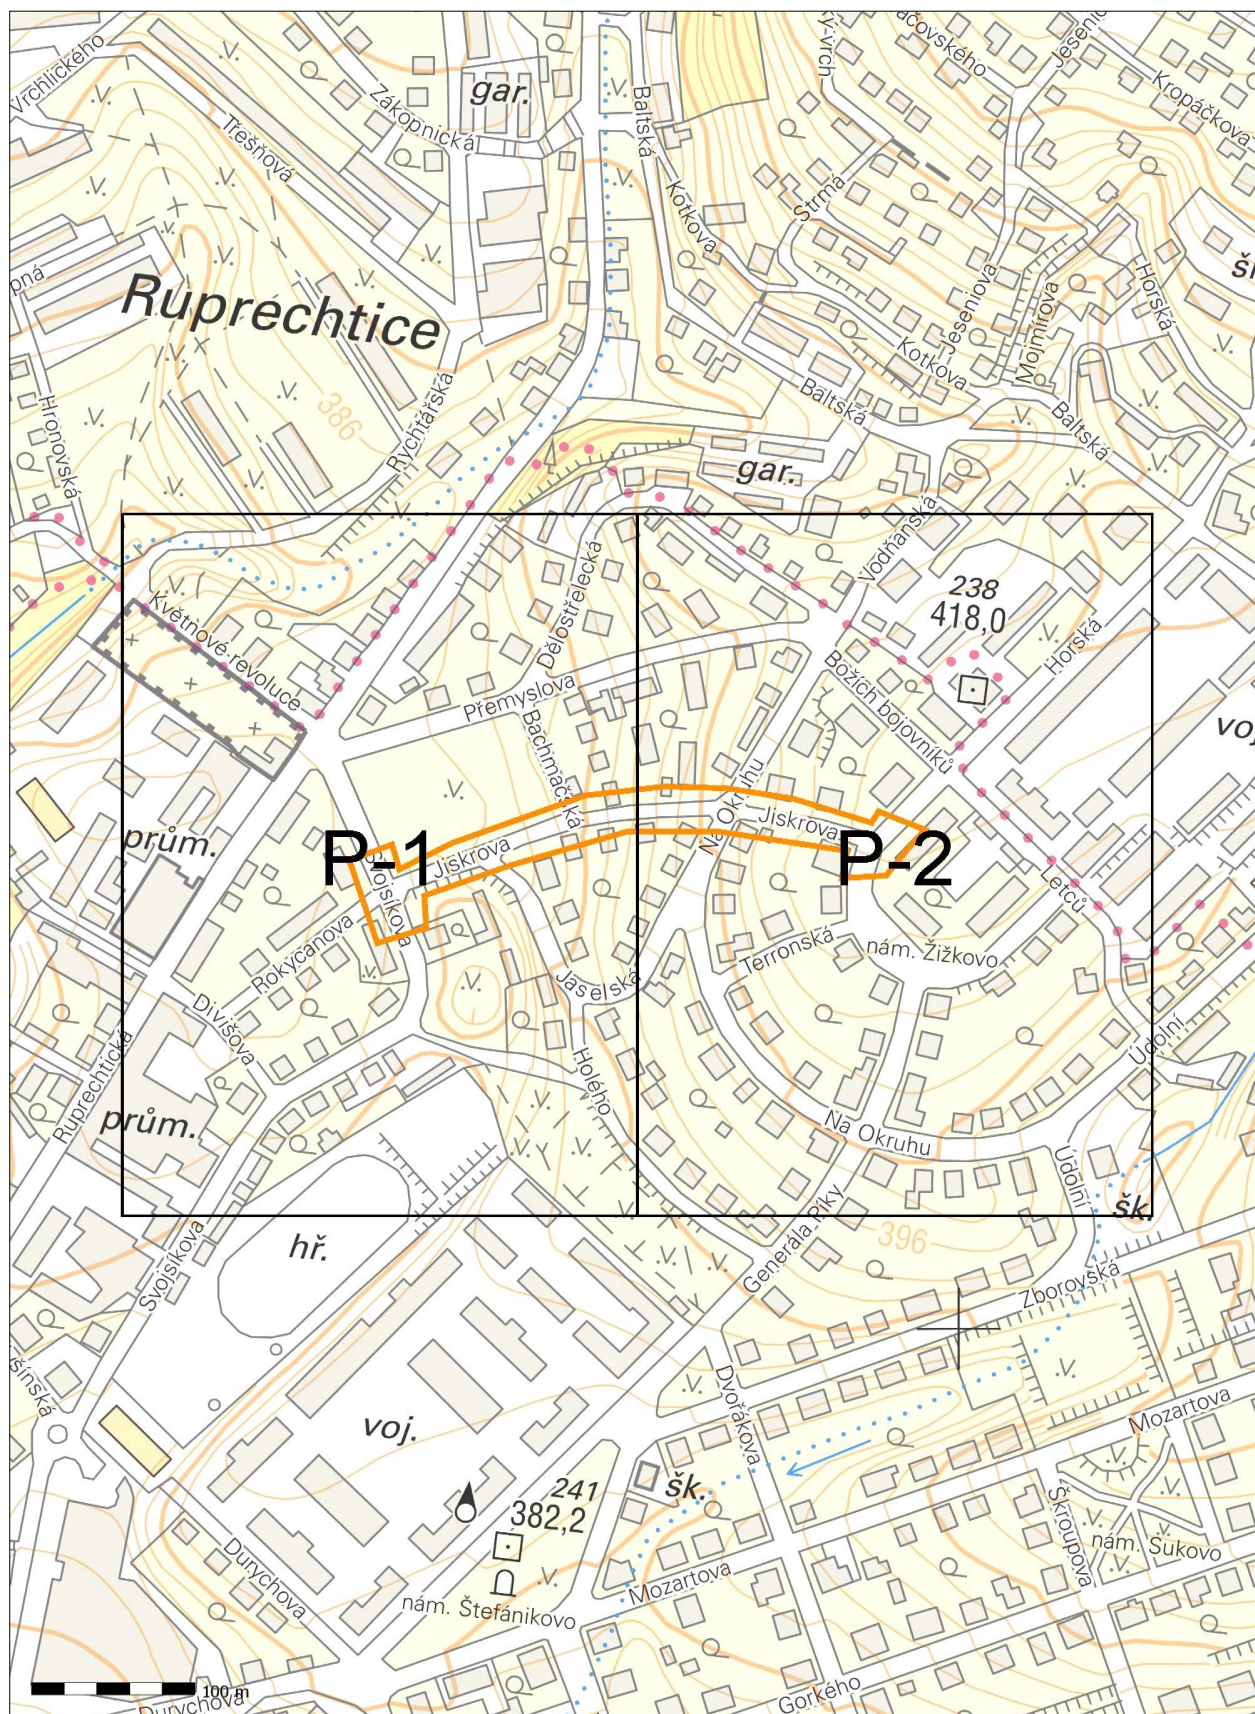 Vrchlického
Třešňová
Zákopnická
gar.
Baltská
Kotkova
Strmá
Jeseniova
Kropáčkova
Horská
Mojmírova
Jeseniova
Kotkova
Baltská
Baltská
Ruprechtice
386
Rychtářská
Hronovská
gar.
Vodňanská
238
418,0
Horská
Květnové revoluce
Dělostřelecká
Přemyslova
Bachmačská
Božích bojovníků
Na Okruhu
Jiskrova
Jiskrova
P-1
P-2
prům.
Svojsíkova
Rokycanova
Letců
Terronská
nám. Žižkovo
Jaselská
Divišova
Holého
Údolní
Ruprechtická
prům.
Na Okruhu
Údolní
šk.
Generála Píky
396
Zborovská
hř.
Svojsíkova
Dvořákova
voj.
Mozartova
241
382,2
šk.
Škroupova
nám. Sukovo
Mozartova
Durychova
nám. Štefánikovo
Gorkého
100 m
Durychova